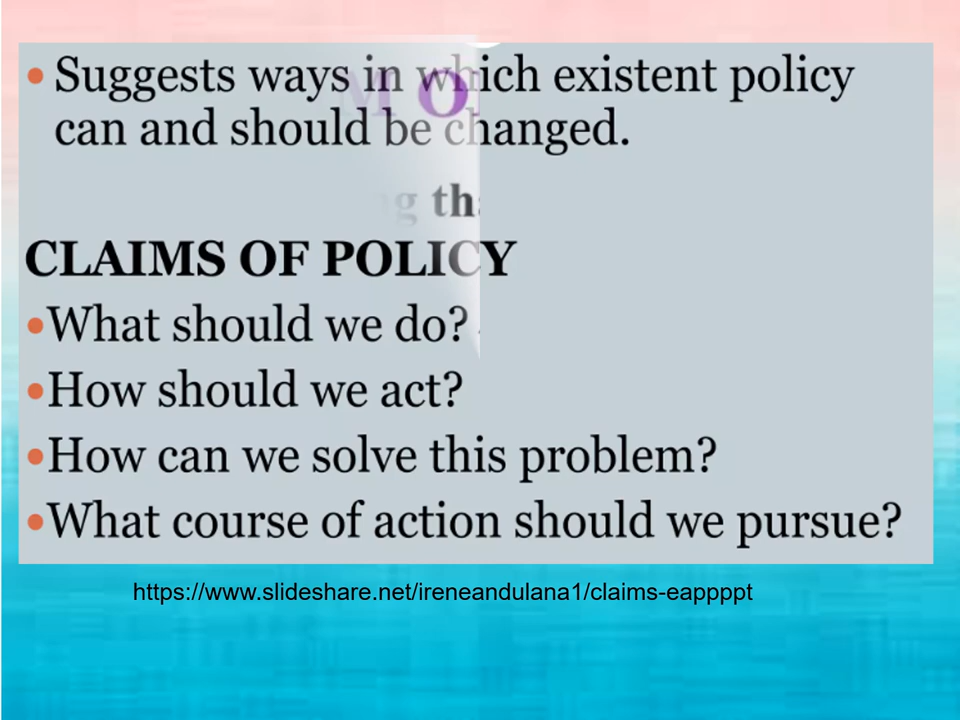 • Suggests ways in which existent policy
can and should be changed.
CLAIMS OF POLICY
•What should we do?
•How should we act?
•How can we solve this problem?
•What course of action should we pursue?
https://www.slideshare.net/ireneandulana1/claims-eappppt